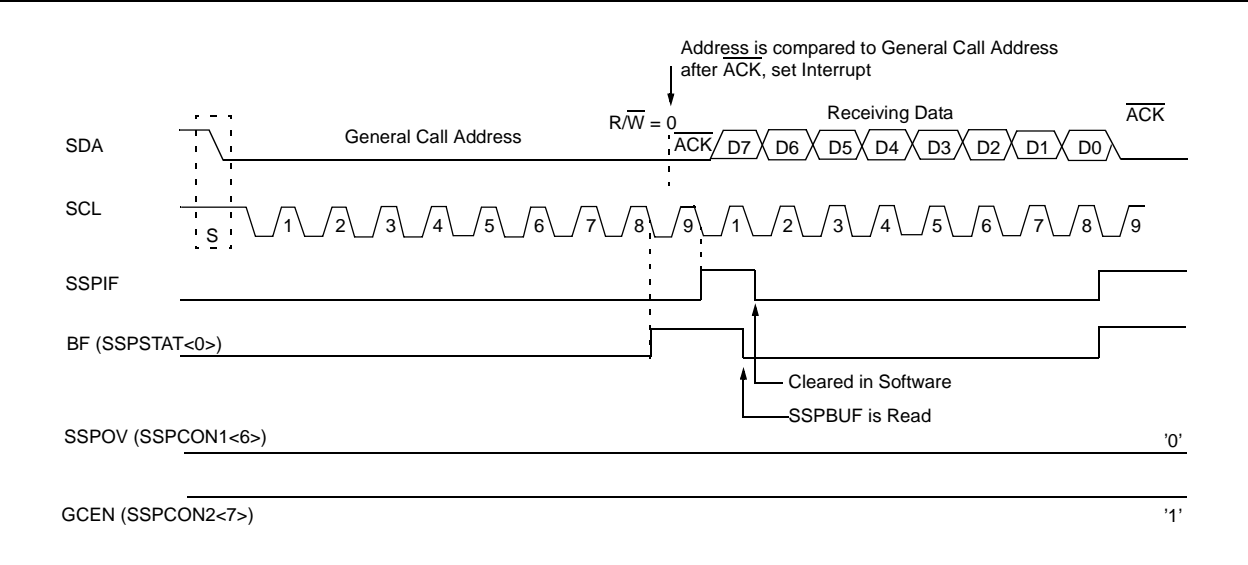 Address is compared to General Call Address
after ACK, set Interrupt
R/W = 0
Receiving Data
ACK
SDA
General Call Address
ACK
D7 D6 D5 D4 D3 D2 D1 D0
SCL
S
1 2 3 4 5 6 7 8 9 1 2 3 4 5 6 7 8 9
SSPIF
BF (SSPSTAT<0>)
Cleared in Software
SSPBUF is Read
SSPOV (SSPCON1<6>)
'0'
GCEN (SSPCON2<7>)
'1'